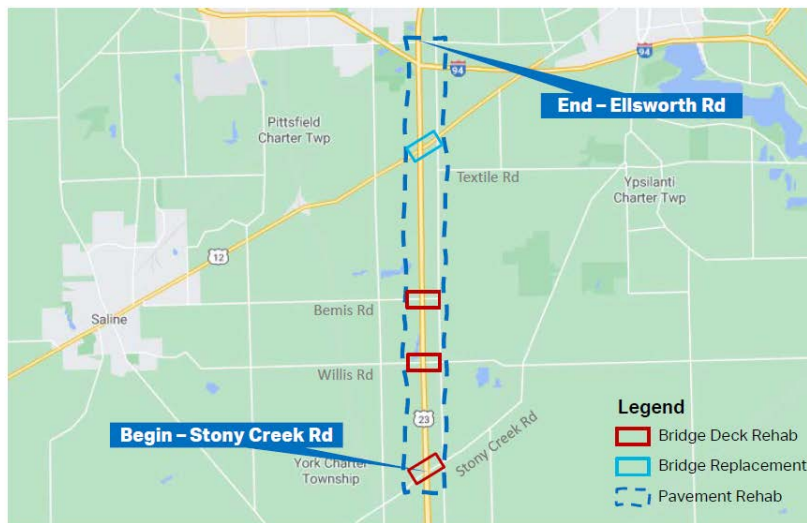 94
94
End – Ellsworth Rd
Pittsfield
Charter Twp
Textile Rd
Ypsilanti
Charter Twp
12
Bemis Rd
Saline
Willis Rd
23
Begin – Stony Creek Rd
Stony Creek Rd
York Charter
Township
Legend
Bridge Deck Rehab
Bridge Replacement
Pavement Rehab